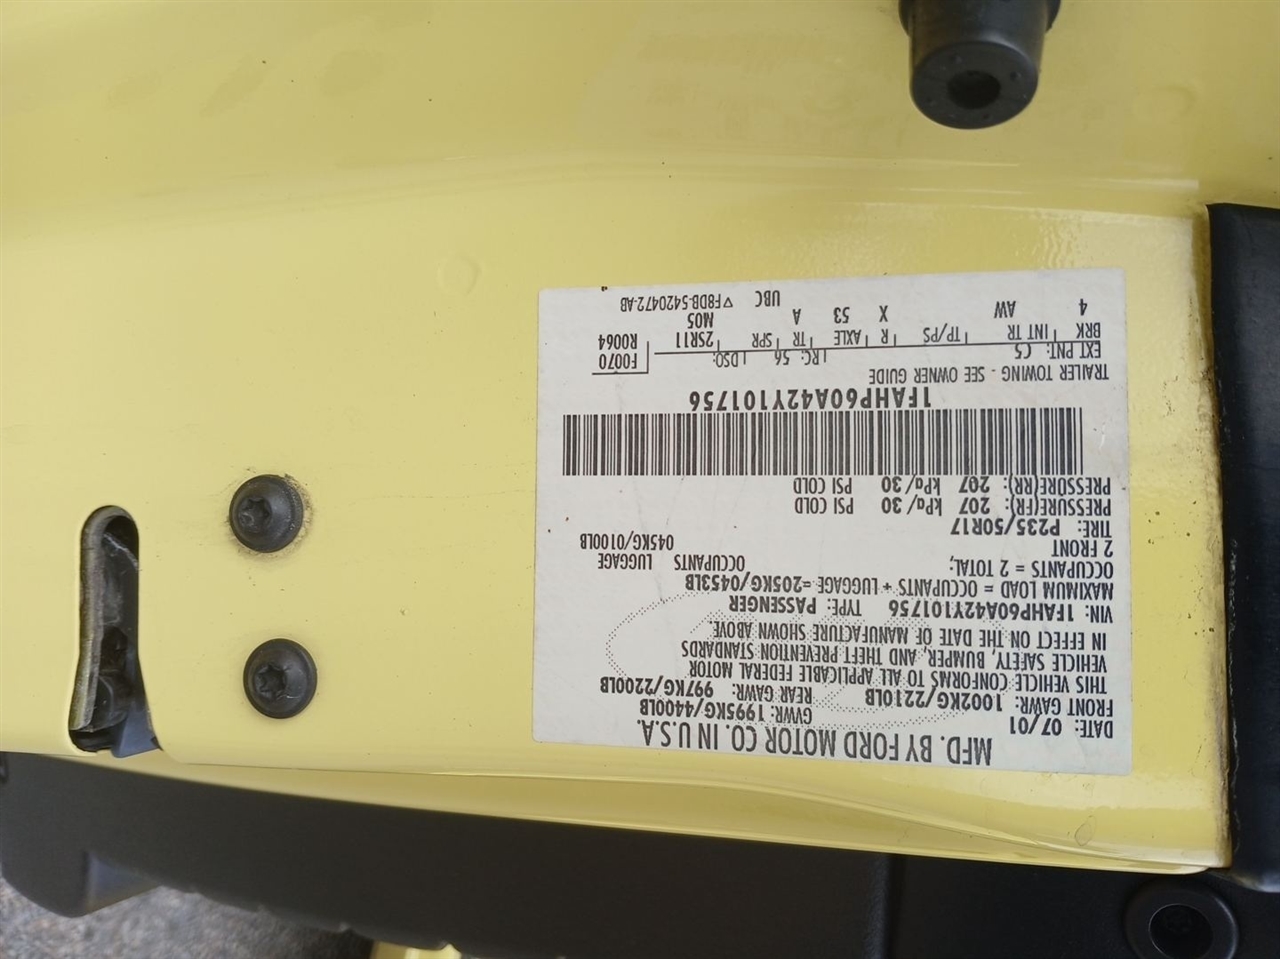 MFD. BY FORD MOTOR CO. IN U.S.A.
DATE: 07/01 GVWR: 1995KG/4400LB
FRONT GAWR: 1002KG/2210LB REAR GAWR: 997KG/2200LB
THIS VEHICLE CONFORMS TO ALL APPLICABLE FEDERAL MOTOR
VEHICLE SAFETY, BUMPER, AND THEFT PREVENTION STANDARDS
IN EFFECT ON THE DATE OF MANUFACTURE SHOWN ABOVE
VIN: 1FAHP60A42Y101756 TYPE: PASSENGER
MAXIMUM LOAD = OCCUPANTS + LUGGAGE =205KG/0453LB
OCCUPANTS = 2 TOTAL; OCCUPANTS LUGGAGE
2 FRONT 045KG/0100LB
TIRE: P235/50R17
PRESSURE(FR): 207 kPa/30 PSI COLD
PRESSURE(RR): 207 kPa/30 PSI COLD
1FAHP60A42Y101756
TRAILER TOWING - SEE OWNER GUIDE
EXT PNT: C5 RC: 56 DSO: F0070
BRK INT TR TP/PS R AXLE TR SPR 2SR11 R0064
4 AW X 53 A N05
UBC ▽F8DB-5420472-AB